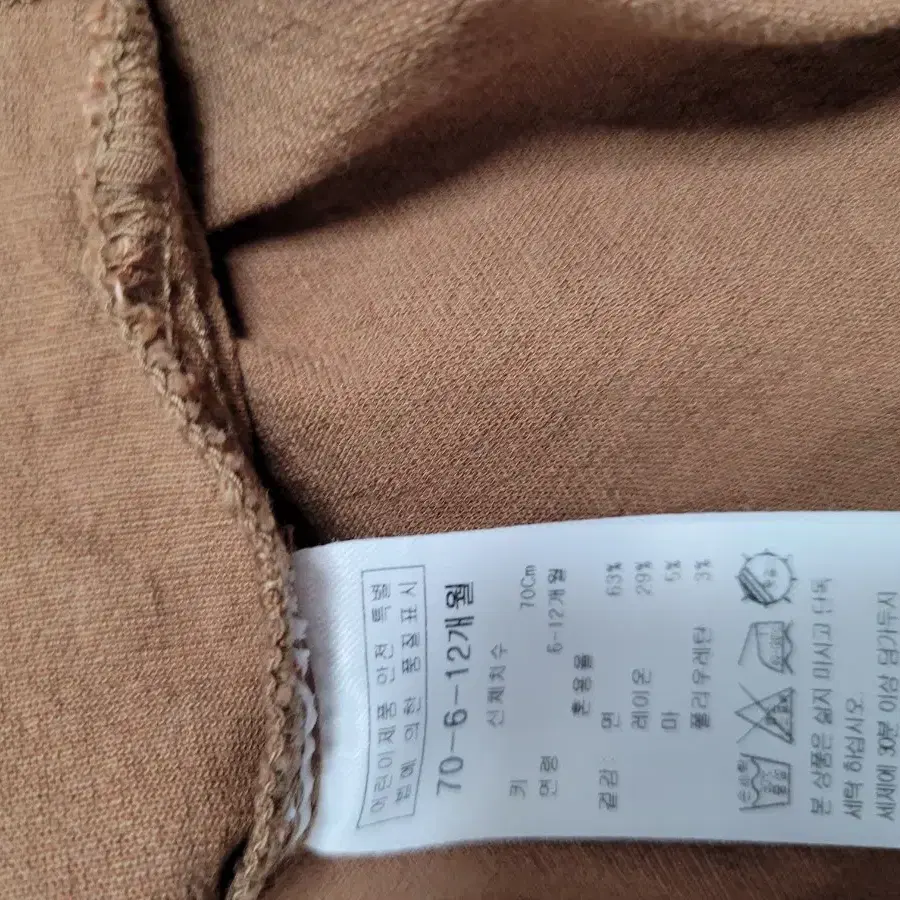 어린이제품 안전 특별
법에 의한 품질 표시
70-6-12개월
신체치수
키 70Cm
연령 6-12개월
혼용율
겉감: 면 63%
레이온 29%
마 5%
폴리우레탄 3%
손세탁
본 상품은 삶지 마시고 단독
세탁 하십시오.
세제에 30분 이상 담가두시